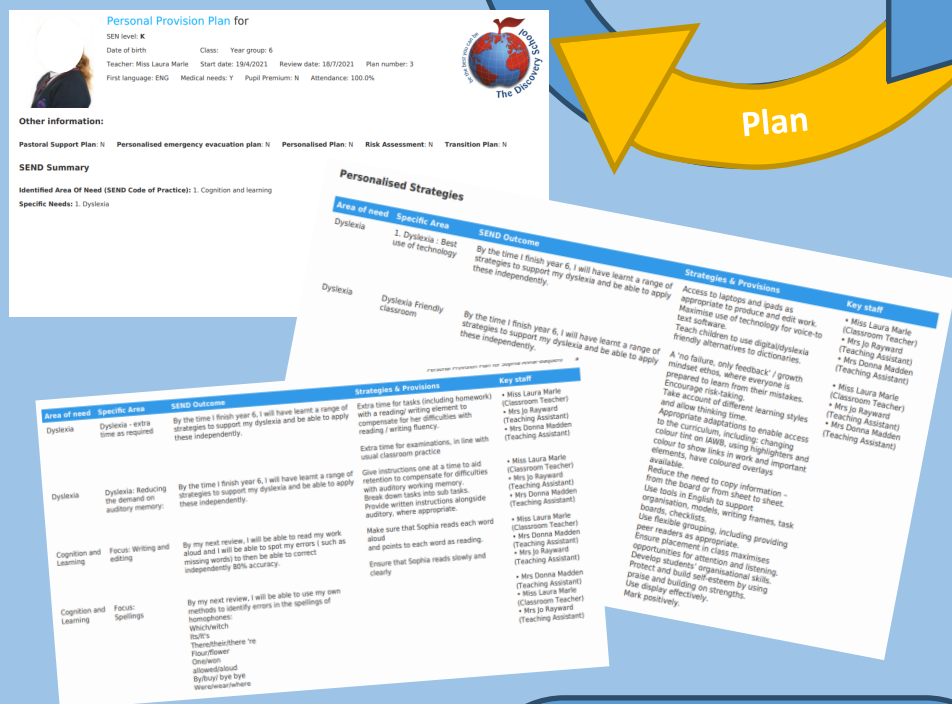 Personal Provision Plan for
SEN level: K
Date of birth Class: Year group: 6
Teacher: Miss Laura Marle Start date: 19/4/2021 Review date: 18/7/2021 Plan number: 3
First language: ENG Medical needs: Y Pupil Premium: N Attendance: 100.0%
be the best you can be
The Discovery School
Plan
Other information:
Pastoral Support Plan: N Personalised emergency evacuation plan: N Personalised Plan: N Risk Assessment: N Transition Plan: N
SEND Summary
Identified Area Of Need (SEND Code of Practice): 1. Cognition and learning
Specific Needs: 1. Dyslexia
Personalised Strategies
Area of need Specific Area SEND Outcome Strategies & Provisions Key staff
Dyslexia
1. Dyslexia : Best
use of technology
By the time I finish year 6, I will have learnt a range of
strategies to support my dyslexia and be able to apply
these independently.
Access to laptops and ipads as
appropriate to produce and edit work.
Maximise use of technology for voice-to
text software.
Teach children to use digital/dyslexia
friendly alternatives to dictionaries.
• Miss Laura Marle
(Classroom Teacher)
• Mrs Jo Rayward
(Teaching Assistant)
• Mrs Donna Madden
(Teaching Assistant)
Dyslexia
Dyslexia Friendly
classroom
By the time I finish year 6, I will have learnt a range of
strategies to support my dyslexia and be able to apply
these independently.
A 'no failure, only feedback' / growth
mindset ethos, where everyone is
prepared to learn from their mistakes.
Encourage risk-taking.
Take account of different learning styles
and allow thinking time.
Appropriate adaptations to enable access
to the curriculum, including: changing
colour tint on IAWB, using highlighters and
colour to show links in work and important
elements, have coloured overlays
available.
Reduce the need to copy information –
from the board or from sheet to sheet.
Use tools in English to support
organisation, models, writing frames, task
boards, checklists.
Use flexible grouping, including providing
peer readers as appropriate.
Ensure placement in class maximises
opportunities for attention and listening.
Develop students' organisational skills.
Protect and build self-esteem by using
praise and building on strengths.
Use display effectively.
Mark positively.
• Miss Laura Marle
(Classroom Teacher)
• Mrs Jo Rayward
(Teaching Assistant)
• Mrs Donna Madden
(Teaching Assistant)
Personal Provision Plan for Sophia
Area of need Specific Area SEND Outcome Strategies & Provisions Key staff
Dyslexia
Dyslexia - extra
time as required
By the time I finish year 6, I will have learnt a range of
strategies to support my dyslexia and be able to apply
these independently.
Extra time for tasks (including homework)
with a reading/ writing element to
compensate for her difficulties with
reading / writing fluency.
Extra time for examinations, in line with
usual classroom practice
• Miss Laura Marle
(Classroom Teacher)
• Mrs Jo Rayward
(Teaching Assistant)
• Mrs Donna Madden
(Teaching Assistant)
Dyslexia
Dyslexia: Reducing
the demand on
auditory memory:
By the time I finish year 6, I will have learnt a range of
strategies to support my dyslexia and be able to apply
these independently.
Give instructions one at a time to aid
retention to compensate for difficulties
with auditory working memory.
Break down tasks into sub tasks.
Provide written instructions alongside
auditory, where appropriate.
• Miss Laura Marle
(Classroom Teacher)
• Mrs Jo Rayward
(Teaching Assistant)
• Mrs Donna Madden
(Teaching Assistant)
Cognition and
Learning
Focus: Writing and
editing
By my next review, I will be able to read my work
aloud and I will be able to spot my errors ( such as
missing words) to then be able to correct
independently 80% accuracy.
Make sure that Sophia reads each word
aloud
and points to each word as reading.
Ensure that Sophia reads slowly and
clearly
• Miss Laura Marle
(Classroom Teacher)
• Mrs Donna Madden
(Teaching Assistant)
• Mrs Jo Rayward
(Teaching Assistant)
Cognition and
Learning
Focus:
Spellings
By my next review, I will be able to use my own
methods to identify errors in the spellings of
homophones:
Which/witch
Its/It's
There/their/there 're
Flour/flower
One/won
allowed/aloud
By/buy/ bye bye
Were/wear/where
• Mrs Donna Madden
(Teaching Assistant)
• Miss Laura Marle
(Classroom Teacher)
• Mrs Jo Rayward
(Teaching Assistant)